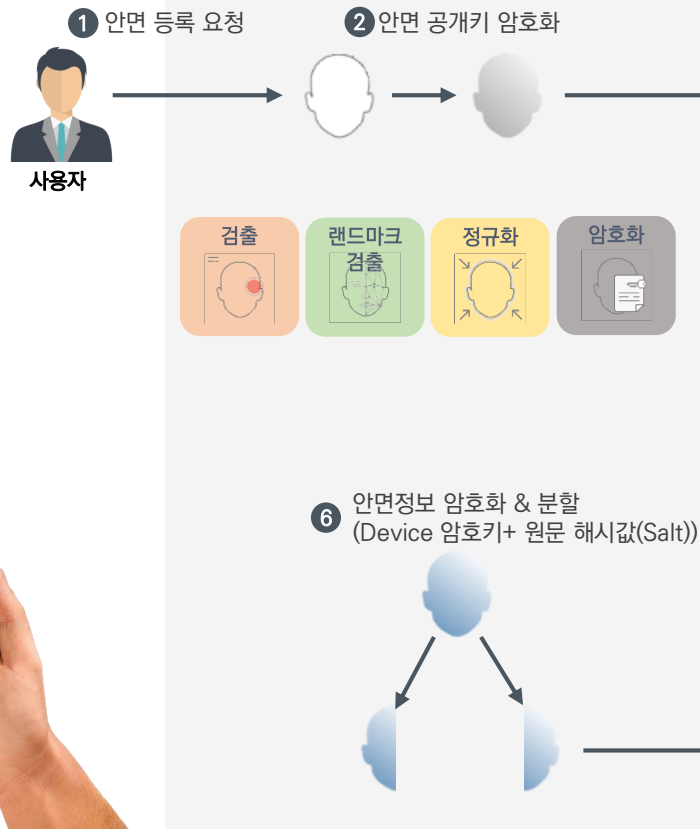 1 안면 등록 요청
2 안면 공개키 암호화
사용자
검출
랜드마크
검출
정규화
암호화
6 안면정보 암호화 & 분할
(Device 암호키+ 원문 해시값(Salt))